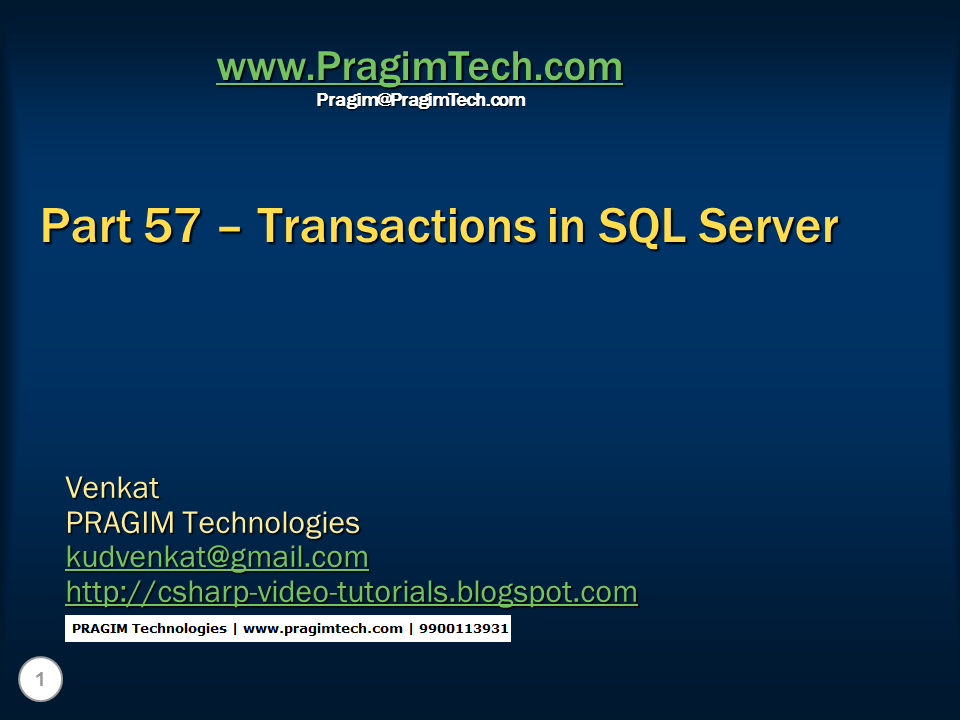 www.PragimTech.com
Pragim@PragimTech.com
Part 57 – Transactions in SQL Server
Venkat
PRAGIM Technologies
kudvenkat@gmail.com
http://csharp-video-tutorials.blogspot.com
PRAGIM Technologies | www.pragimtech.com | 9900113931
1